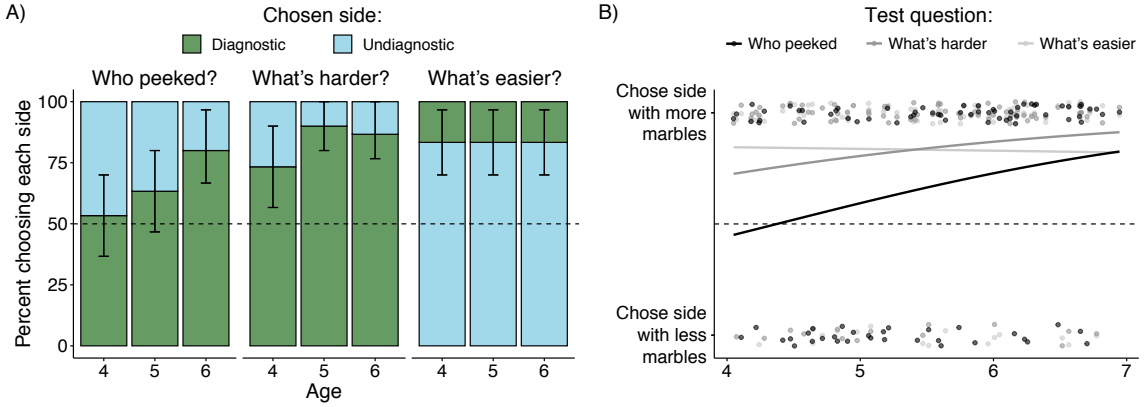 A)
Chosen side:
Diagnostic
Undiagnostic
Who peeked?
What's harder?
What's easier?
Percent choosing each side
100
75
50
25
0
4
5
6
4
5
6
4
5
6
Age
B)
Test question:
Who peeked
What's harder
What's easier
Chose side
with more
marbles
Chose side
with less
marbles
4
5
6
7